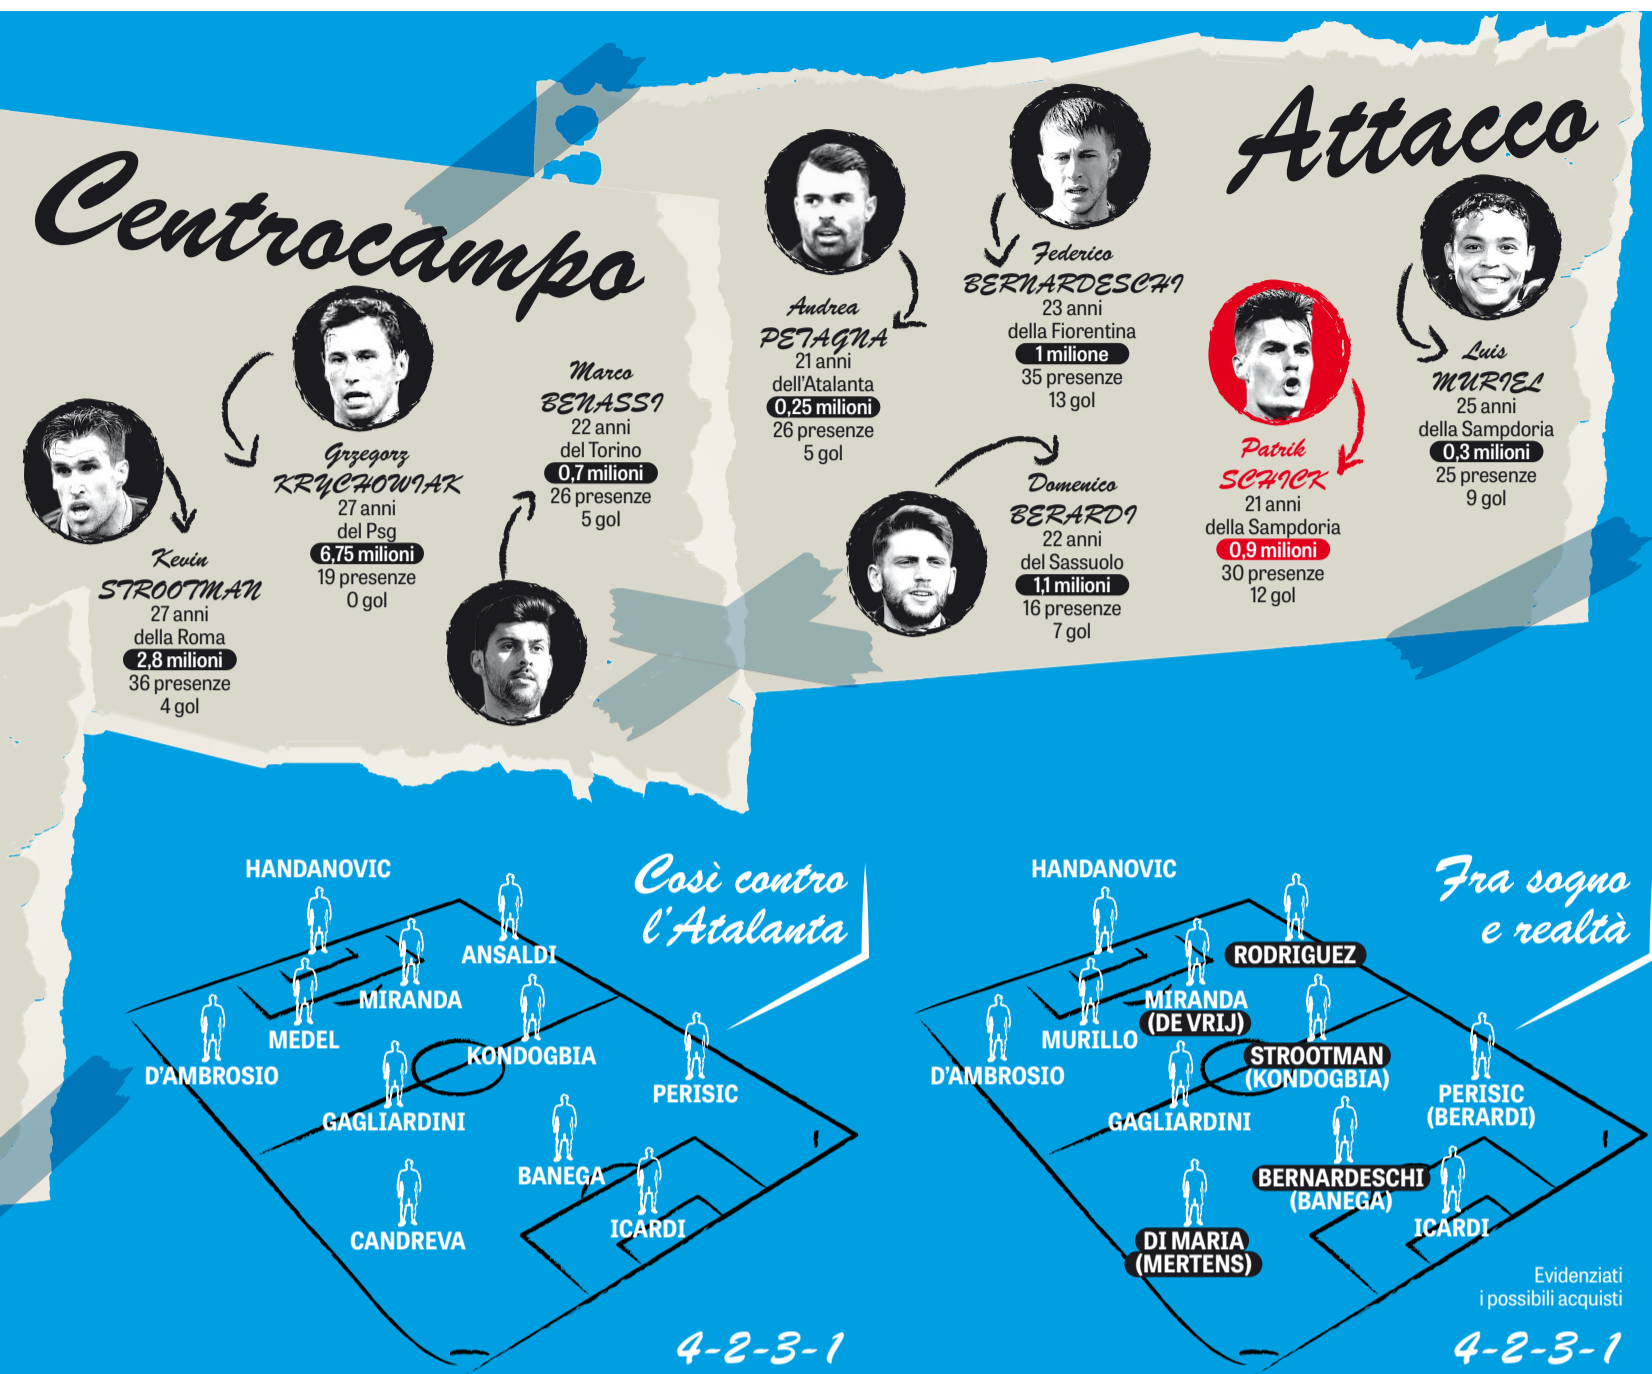 Centrocampo
Kevin
STROOTMAN
27 anni
della Roma
2,8 milioni
36 presenze
4 gol
Grzegorz
KRYCHOWIAK
27 anni
del Psg
6,75 milioni
19 presenze
0 gol
Marco
BENASSI
22 anni
del Torino
0,7 milioni
26 presenze
5 gol
Attacco
Andrea
PETAGNA
21 anni
dell'Atalanta
0,25 milioni
26 presenze
5 gol
Federico
BERNARDESCHI
23 anni
della Fiorentina
1 milione
35 presenze
13 gol
Domenico
BERARDI
22 anni
del Sassuolo
1,1 milioni
16 presenze
7 gol
Patrik
SCHICK
21 anni
della Sampdoria
0,9 milioni
30 presenze
12 gol
Luis
MURIEL
25 anni
della Sampdoria
0,3 milioni
25 presenze
9 gol
Così contro
l'Atalanta
HANDANOVIC
ANSALDI
MIRANDA
MEDEL
D'AMBROSIO
KONDOGBIA
PERISIC
GAGLIARDINI
BANEGA
ICARDI
CANDREVA
4-2-3-1
Fra sogno
e realtà
HANDANOVIC
RODRIGUEZ
MIRANDA
(DE VRIJ)
MURILLO
D'AMBROSIO
STROOTMAN
(KONDOGBIA)
PERISIC
(BERARDI)
GAGLIARDINI
BERNARDESCHI
(BANEGA)
ICARDI
DI MARIA
(MERTENS)
Evidenziati
i possibili acquisti
4-2-3-1